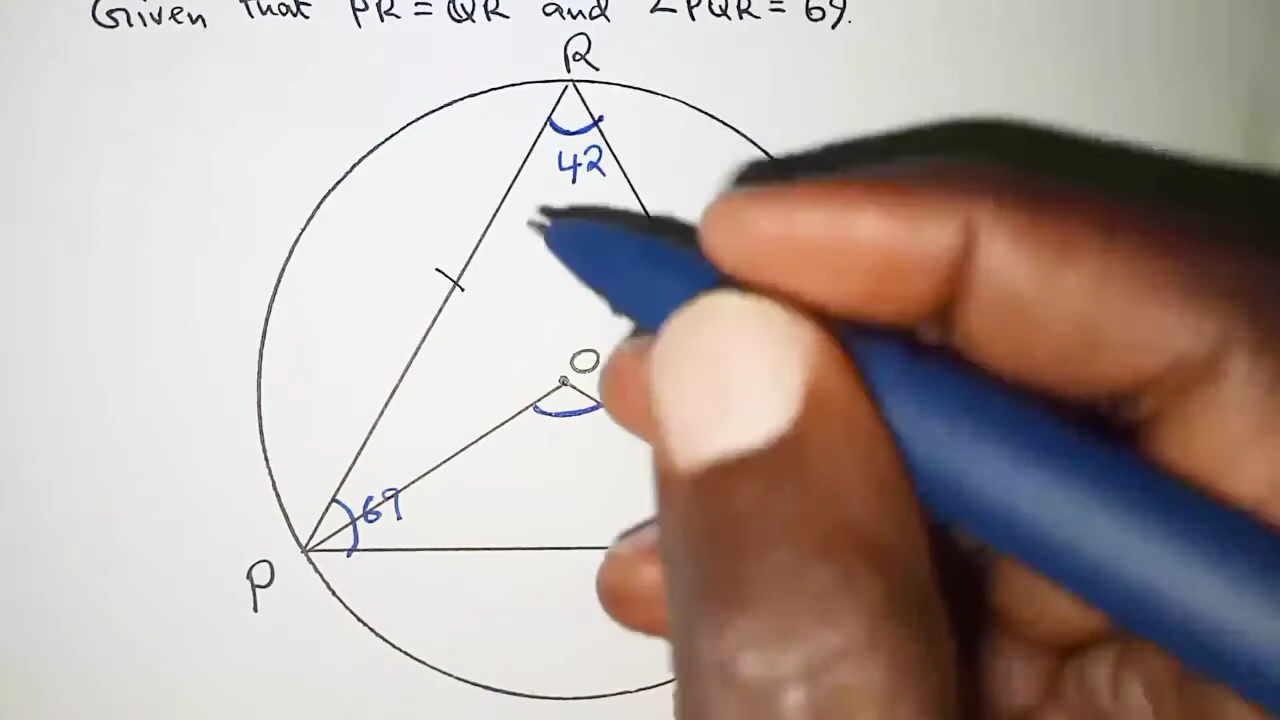 Given that PR = QR and ∠PQR = 69.
R
42
O
69
P